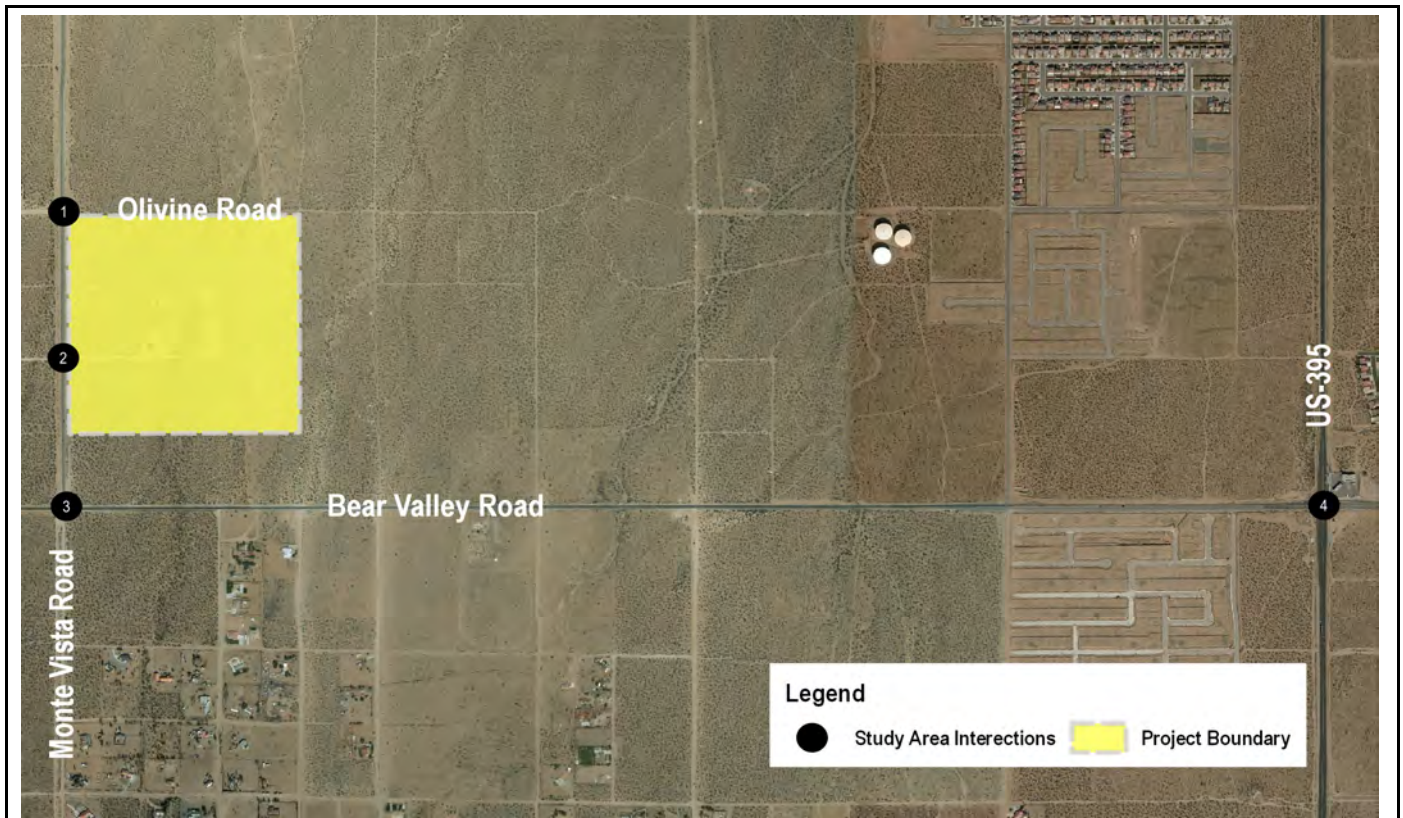 1
Olivine Road
2
US-395
3
Bear Valley Road
4
Monte Vista Road
Legend
Study Area Interections
Project Boundary